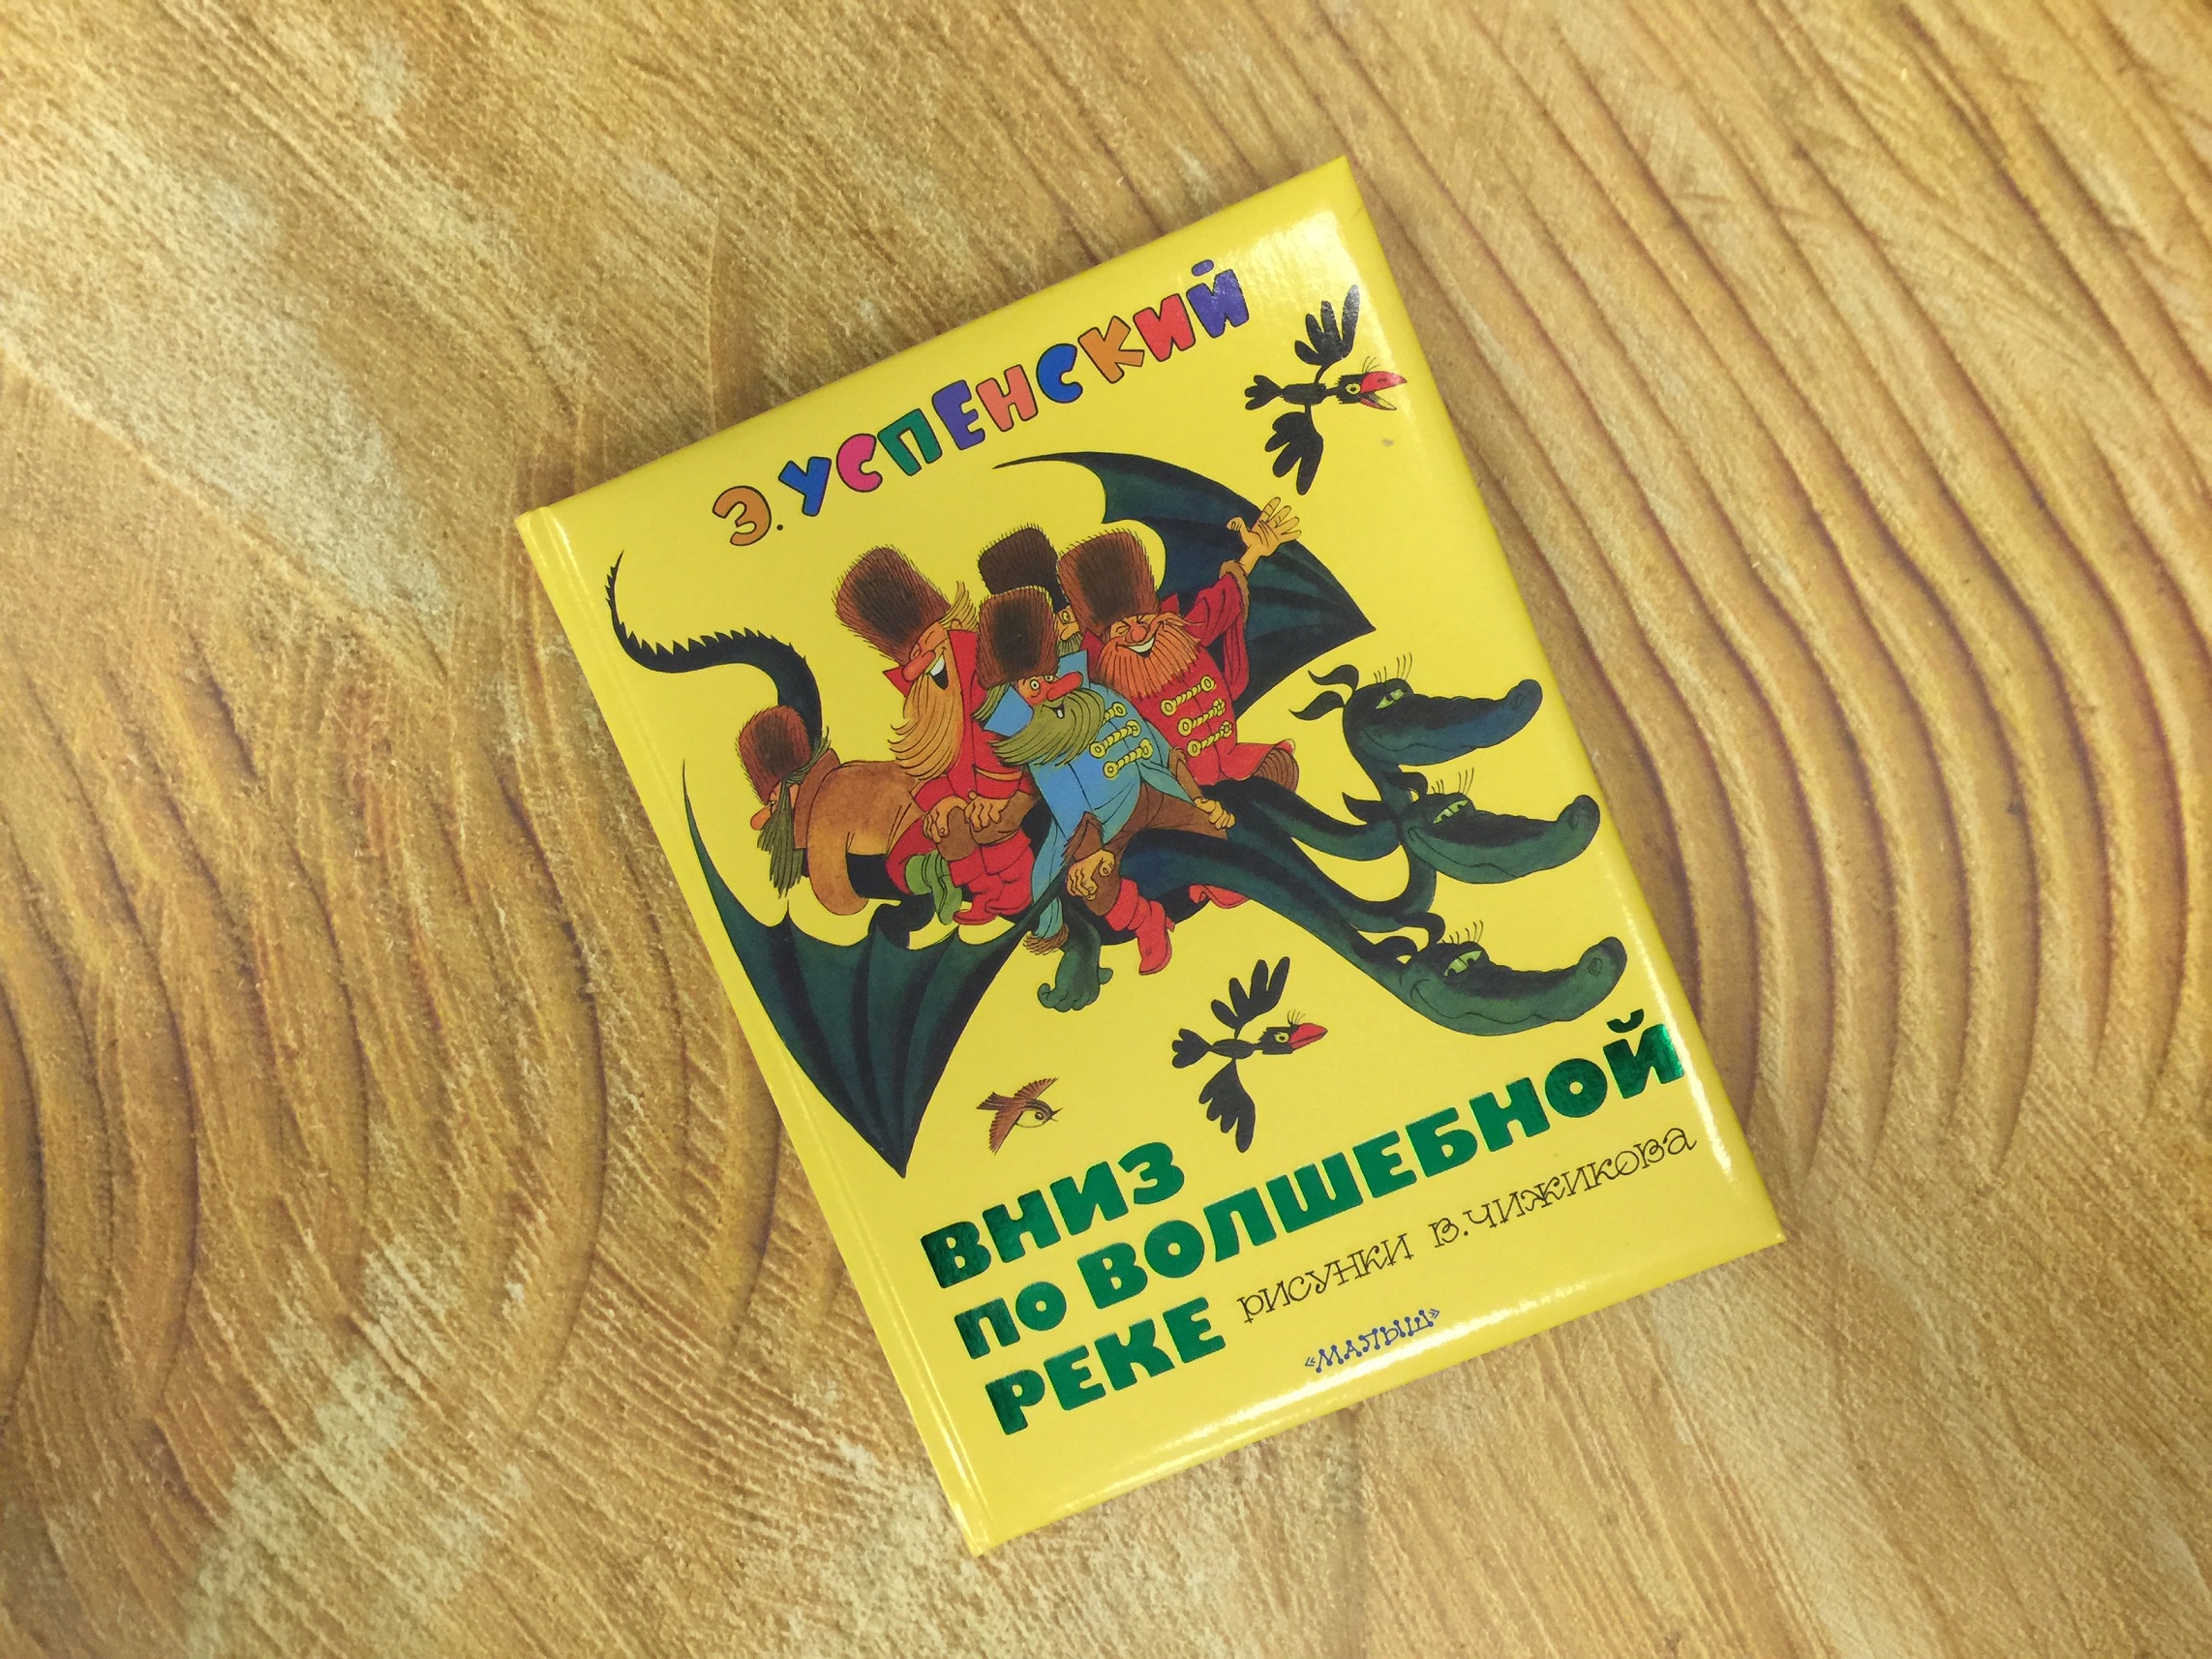 Э. УСПЕНСКИЙ
ВНИЗ
ПО ВОЛШЕБНОЙ
РЕКЕ
РИСУНКИ В. ЧИЖИКОВА
«МАЛЫШ»